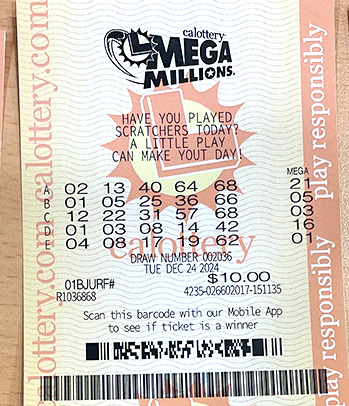 calottery
MEGA
MILLIONS.
HAVE YOU PLAYED
SCRATCHERS TODAY?
A LITTLE PLAY
CAN MAKE YOUT DAY!
MEGA
A 02 13 40 64 68 21
B 01 05 25 36 66 05
C 12 22 31 57 68 03
D 01 03 08 14 42 16
E 04 08 17 19 62 01
calottery
DRAW NUMBER 002036
TUE DEC 24 2024
$10.00
01BJURF#
R1036868
4235-026602017-151135
Scan this barcode with our Mobile App
to see if ticket is a winner
calottery.com calottery.com
play responsibly play responsibly